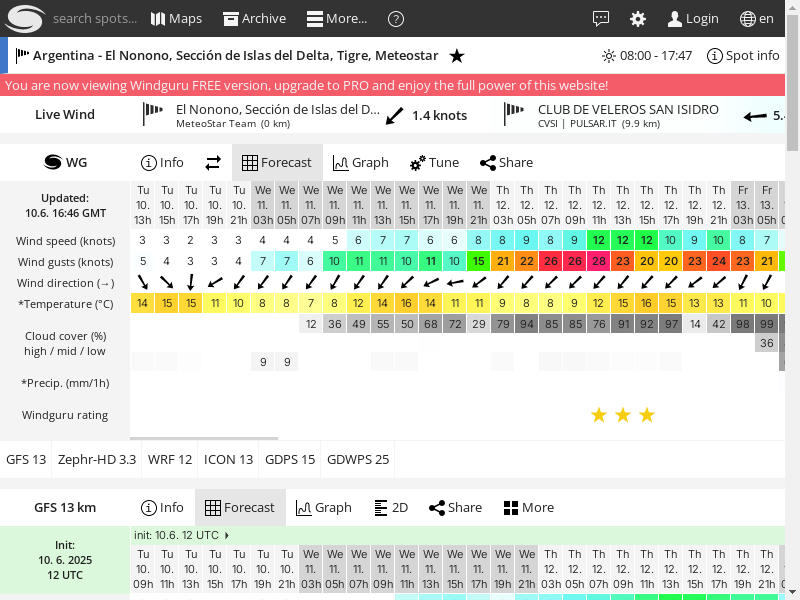 search spots... Maps Archive More... ? Login en
Argentina - El Nonono, Sección de Islas del Delta, Tigre, Meteostar ★ 08:00 - 17:47 Spot info
You are now viewing Windguru FREE version, upgrade to PRO and enjoy the full power of this website!
Live Wind
El Nonono, Sección de Islas del D...
MeteoStar Team (0 km)
1.4 knots
CLUB DE VELEROS SAN ISIDRO
CVSI | PULSAR.IT (9.9 km)
5.
WG Info Forecast Graph Tune Share
Updated:
10.6. 16:46 GMT
Tu Tu Tu Tu Tu We We We We We We We We We We Th Th Th Th Th Th Th Th Th Th Fr Fr
10. 10. 10. 10. 10. 11. 11. 11. 11. 11. 11. 11. 11. 11. 11. 12. 12. 12. 12. 12. 12. 12. 12. 12. 12. 13. 13.
13h 15h 17h 19h 21h 03h 05h 07h 09h 11h 13h 15h 17h 19h 21h 03h 05h 07h 09h 11h 13h 15h 17h 19h 21h 03h 05h
Wind speed (knots) 3 3 2 3 3 4 4 4 5 6 7 7 6 6 8 8 9 8 9 12 12 12 10 9 10 8 7
Wind gusts (knots) 5 4 3 3 4 7 7 6 10 11 11 10 11 10 15 21 22 26 26 28 23 20 20 23 24 23 21
Wind direction (→)
*Temperature (°C) 14 15 15 11 10 8 8 7 8 12 14 16 14 11 11 9 8 8 9 12 15 16 15 13 13 11 10
Cloud cover (%)
high / mid / low
12 36 49 55 50 68 72 29 79 94 85 85 76 91 92 97 14 42 98 99
36
9 9
*Precip. (mm/1h)
Windguru rating ★ ★ ★
GFS 13 Zephr-HD 3.3 WRF 12 ICON 13 GDPS 15 GDWPS 25
GFS 13 km Info Forecast Graph 2D Share More
init: 10.6. 12 UTC
Init:
10. 6. 2025
12 UTC
Tu Tu Tu Tu Tu Tu Tu We We We We We We We We We We Th Th Th Th Th Th Th Th Th Th
10. 10. 10. 10. 10. 10. 10. 11. 11. 11. 11. 11. 11. 11. 11. 11. 11. 12. 12. 12. 12. 12. 12. 12. 12. 12. 12.
09h 11h 13h 15h 17h 19h 21h 03h 05h 07h 09h 11h 13h 15h 17h 19h 21h 03h 05h 07h 09h 11h 13h 15h 17h 19h 21h